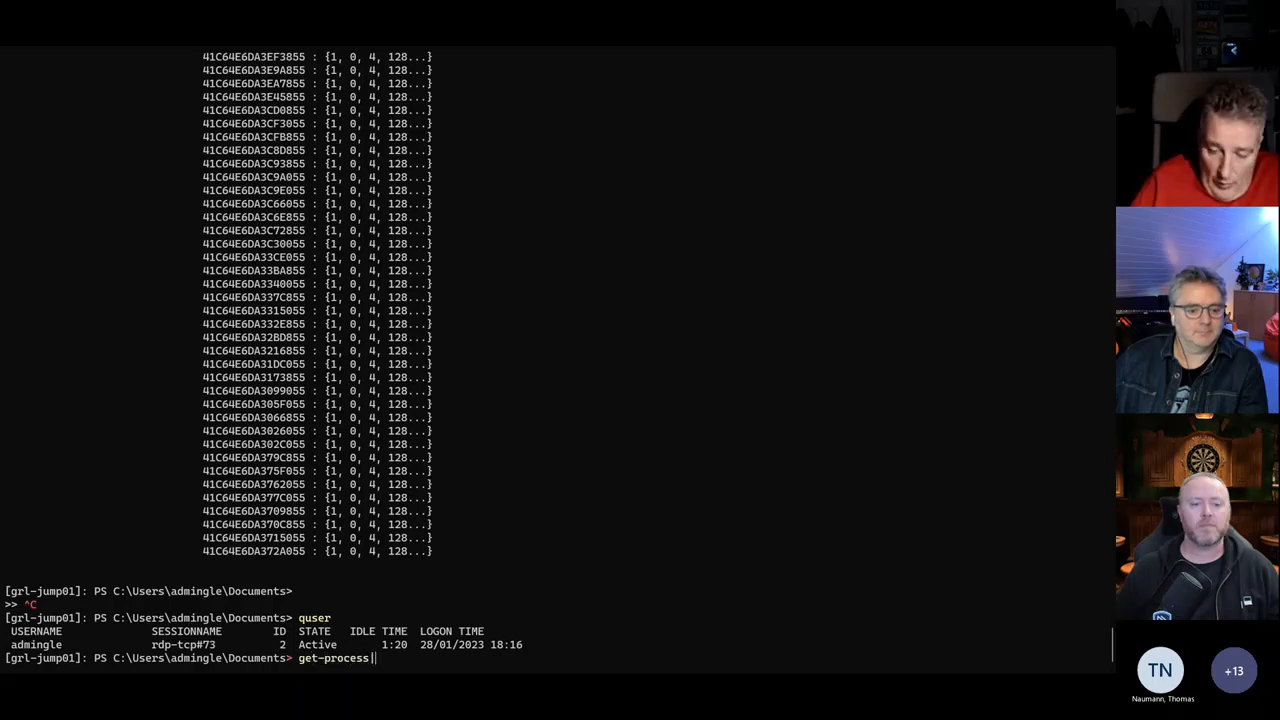 41C64E6DA3EF3855 : {1, 0, 4, 128...}
41C64E6DA3E9A855 : {1, 0, 4, 128...}
41C64E6DA3EA7855 : {1, 0, 4, 128...}
41C64E6DA3E45855 : {1, 0, 4, 128...}
41C64E6DA3CD0855 : {1, 0, 4, 128...}
41C64E6DA3CF3055 : {1, 0, 4, 128...}
41C64E6DA3CFB855 : {1, 0, 4, 128...}
41C64E6DA3C8D855 : {1, 0, 4, 128...}
41C64E6DA3C93855 : {1, 0, 4, 128...}
41C64E6DA3C9A055 : {1, 0, 4, 128...}
41C64E6DA3C9E055 : {1, 0, 4, 128...}
41C64E6DA3C66055 : {1, 0, 4, 128...}
41C64E6DA3C6E855 : {1, 0, 4, 128...}
41C64E6DA3C72855 : {1, 0, 4, 128...}
41C64E6DA3C30055 : {1, 0, 4, 128...}
41C64E6DA33CE055 : {1, 0, 4, 128...}
41C64E6DA33BA855 : {1, 0, 4, 128...}
41C64E6DA3340055 : {1, 0, 4, 128...}
41C64E6DA337C855 : {1, 0, 4, 128...}
41C64E6DA3315055 : {1, 0, 4, 128...}
41C64E6DA332E855 : {1, 0, 4, 128...}
41C64E6DA32BD855 : {1, 0, 4, 128...}
41C64E6DA3216855 : {1, 0, 4, 128...}
41C64E6DA31DC055 : {1, 0, 4, 128...}
41C64E6DA3173855 : {1, 0, 4, 128...}
41C64E6DA3099055 : {1, 0, 4, 128...}
41C64E6DA305F055 : {1, 0, 4, 128...}
41C64E6DA3066855 : {1, 0, 4, 128...}
41C64E6DA3026055 : {1, 0, 4, 128...}
41C64E6DA302C055 : {1, 0, 4, 128...}
41C64E6DA379C855 : {1, 0, 4, 128...}
41C64E6DA375F055 : {1, 0, 4, 128...}
41C64E6DA3762055 : {1, 0, 4, 128...}
41C64E6DA377C055 : {1, 0, 4, 128...}
41C64E6DA3709855 : {1, 0, 4, 128...}
41C64E6DA370C855 : {1, 0, 4, 128...}
41C64E6DA3715055 : {1, 0, 4, 128...}
41C64E6DA372A055 : {1, 0, 4, 128...}
[grl-jump01]: PS C:\Users\admingle\Documents>
>> ^C
[grl-jump01]: PS C:\Users\admingle\Documents> quser
USERNAME SESSIONNAME ID STATE IDLE TIME LOGON TIME
admingle rdp-tcp#73 2 Active 1:20 28/01/2023 18:16
[grl-jump01]: PS C:\Users\admingle\Documents> get-process|
TN
Naumann, Thomas
+13